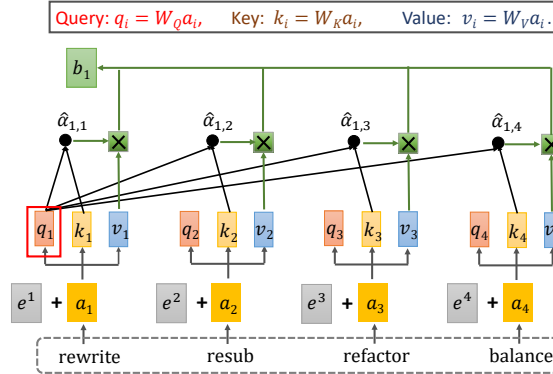 Query: q_i = W_Q a_i, Key: k_i = W_K a_i, Value: v_i = W_V a_i.
b_1
α̂_{1,1} α̂_{1,2} α̂_{1,3} α̂_{1,4}
q_1 k_1 v_1 q_2 k_2 v_2 q_3 k_3 v_3 q_4 k_4 v
e^1 + a_1 e^2 + a_2 e^3 + a_3 e^4 + a_4
rewrite resub refactor balance